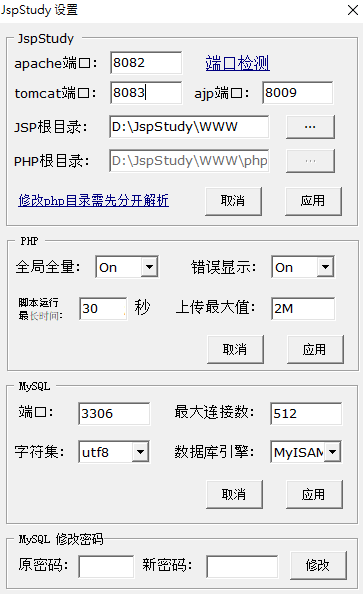 JspStudy 设置
JspStudy
apache端口: 8082 端口检测
tomcat端口: 8083 ajp端口: 8009
JSP根目录: D:\JspStudy\WWW ...
PHP根目录: D:\JspStudy\WWW\php ...
修改php目录需先分开解析 取消 应用
PHP
全局全量: On 错误显示: On
脚本运行
最长时间: 30 秒 上传最大值: 2M
取消 应用
MySQL
端口: 3306 最大连接数: 512
字符集: utf8 数据库引擎: MyISAM
取消 应用
MySQL 修改密码
原密码: 新密码: 修改